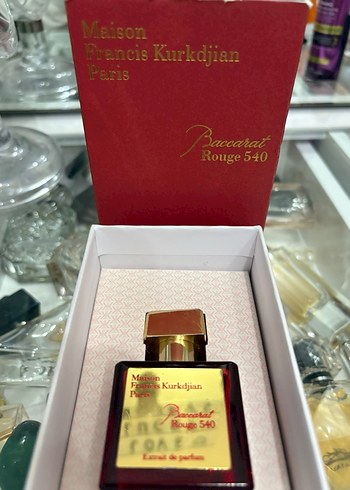 Maison
Francis Kurkdjian
Paris
Baccarat
Rouge 540
Maison
Francis Kurkdjian
Paris
Baccarat
Rouge 540
Extrait de parfum